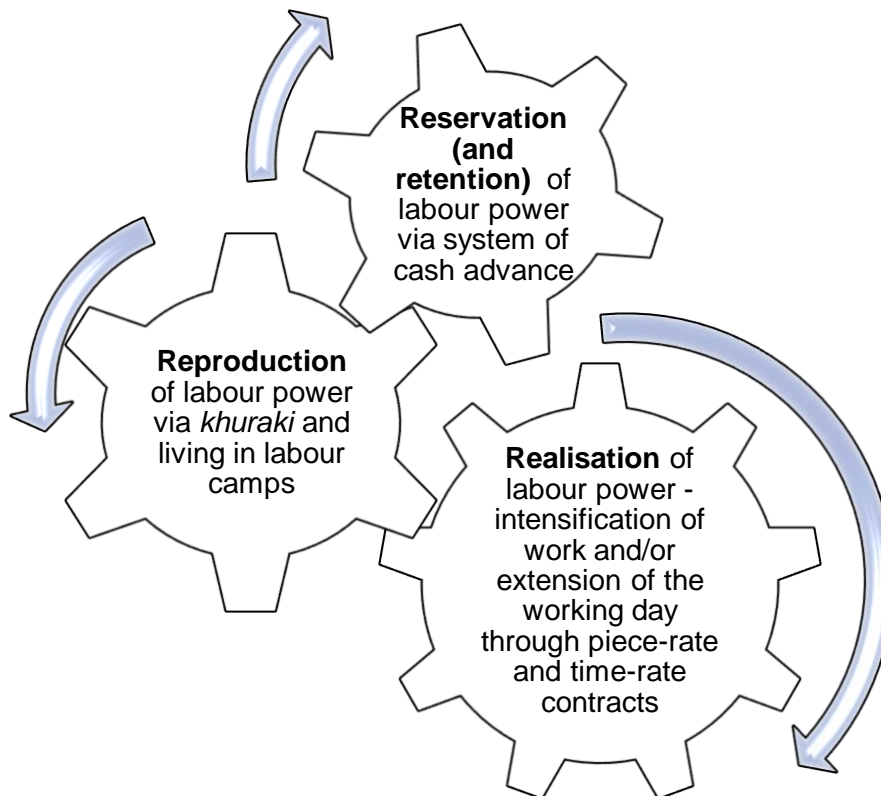 Reservation
(and
retention) of
labour power
via system of
cash advance
Reproduction
of labour power
via khuraki and
living in labour
camps
Realisation of
labour power -
intensification of
work and/or
extension of the
working day
through piece-rate
and time-rate
contracts